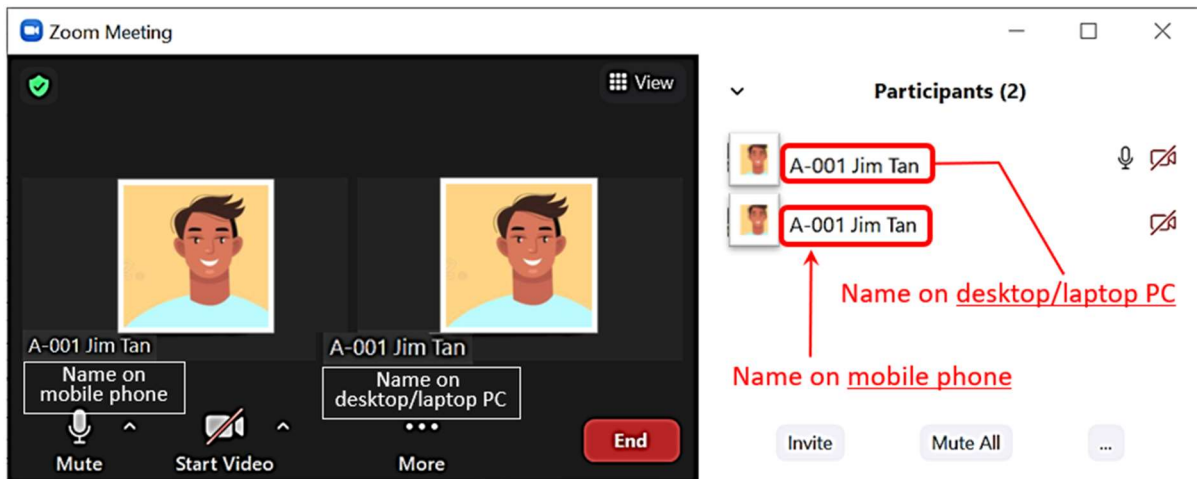 Zoom Meeting
View
A-001 Jim Tan
Name on
mobile phone
A-001 Jim Tan
Name on
desktop/laptop PC
Mute
Start Video
More
End
Participants (2)
A-001 Jim Tan
A-001 Jim Tan
Name on desktop/laptop PC
Name on mobile phone
Invite
Mute All
...